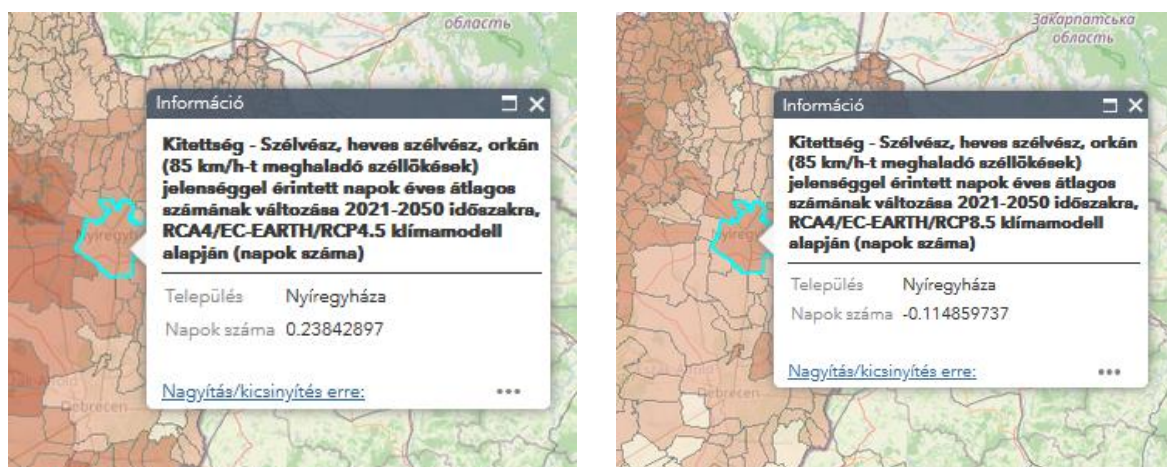 область
Információ
Kitettség - Szélvész, heves szélvész, orkán
(85 km/h-t meghaladó széllökések)
jelenséggel érintett napok éves átlagos
számának változása 2021-2050 időszakra,
RCA4/EC-EARTH/RCP4.5 klímamodell
alapján (napok száma)
Település Nyíregyháza
Napok száma 0.23842897
Nagyítás/kicsinyítés erre:
Debrecen
Закарпатська
область
Információ
Kitettség - Szélvész, heves szélvész, orkán
(85 km/h-t meghaladó széllökések)
jelenséggel érintett napok éves átlagos
számának változása 2021-2050 időszakra,
RCA4/EC-EARTH/RCP8.5 klímamodell
alapján (napok száma)
Település Nyíregyháza
Napok száma -0.114859737
Nagyítás/kicsinyítés erre:
Debrecen